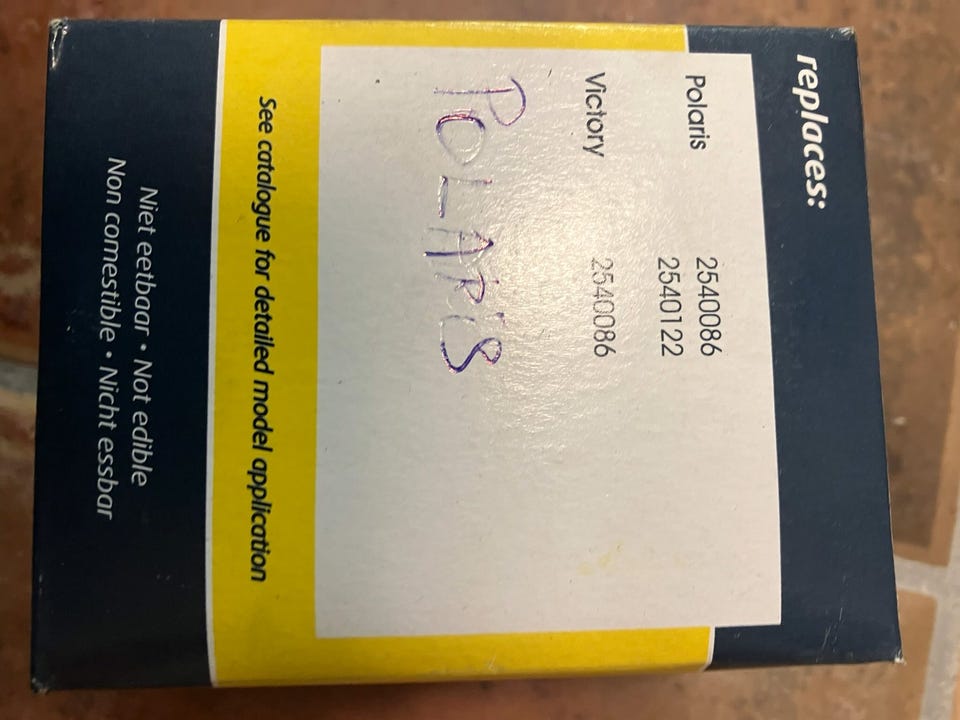 replaces:
Polaris 2540086
2540122
Victory 2540086
POLARiS
See catalogue for detailed model application
Niet eetbaar • Not edible
Non comestible • Nicht essbar